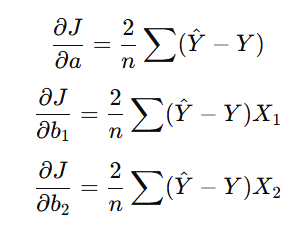 ∂J/∂a = 2/n ∑(Ŷ − Y)
∂J/∂b₁ = 2/n ∑(Ŷ − Y)X₁
∂J/∂b₂ = 2/n ∑(Ŷ − Y)X₂